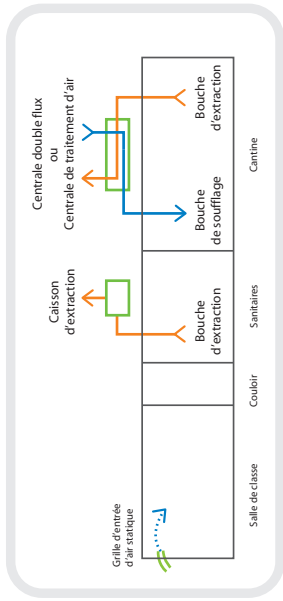 Centrale double flux
ou
Centrale de traitement d'air
Caisson
d'extraction
Grille d'entrée
d'air statique
Bouche
d'extraction
Bouche
de soufflage
Bouche
d'extraction
Salle de classe
Couloir
Sanitaires
Cantine